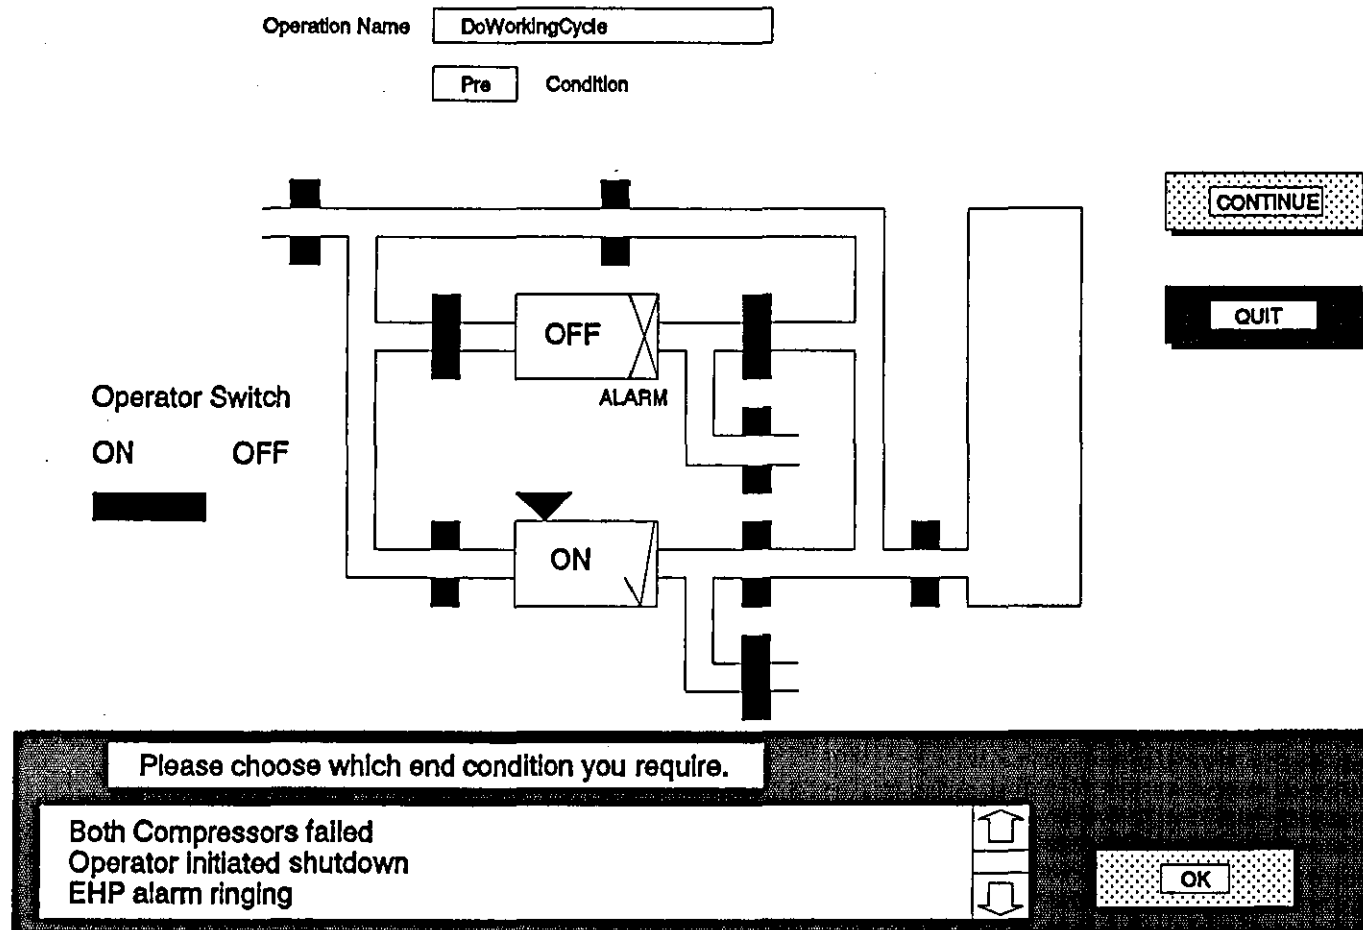 Operation Name DoWorkingCycle
Pre Condition
CONTINUE
OFF
QUIT
ALARM
Operator Switch
ON OFF
ON
Please choose which end condition you require.
Both Compressors failed
Operator initiated shutdown
EHP alarm ringing
OK